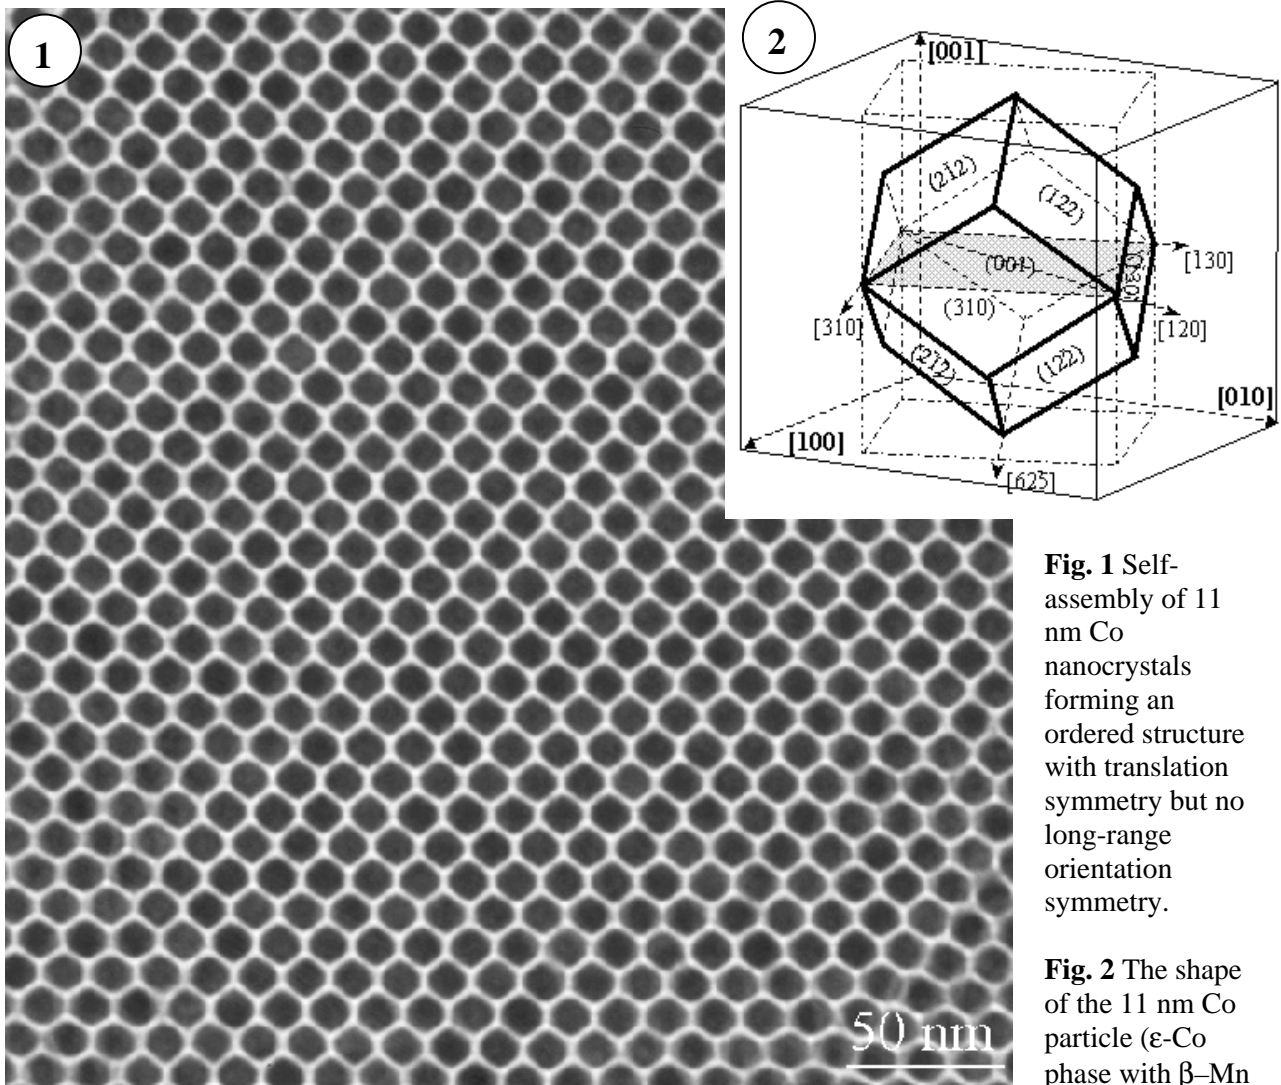 1
2
[001]
(212)
(122)
(001)
(130)
[130]
(310)
[310]
[120]
(212)
(122)
[010]
[100]
[625]
50 nm
Fig. 1 Self-
assembly of 11
nm Co
nanocrystals
forming an
ordered structure
with translation
symmetry but no
long-range
orientation
symmetry.
Fig. 2 The shape
of the 11 nm Co
particle (ε-Co
phase with β–Mn